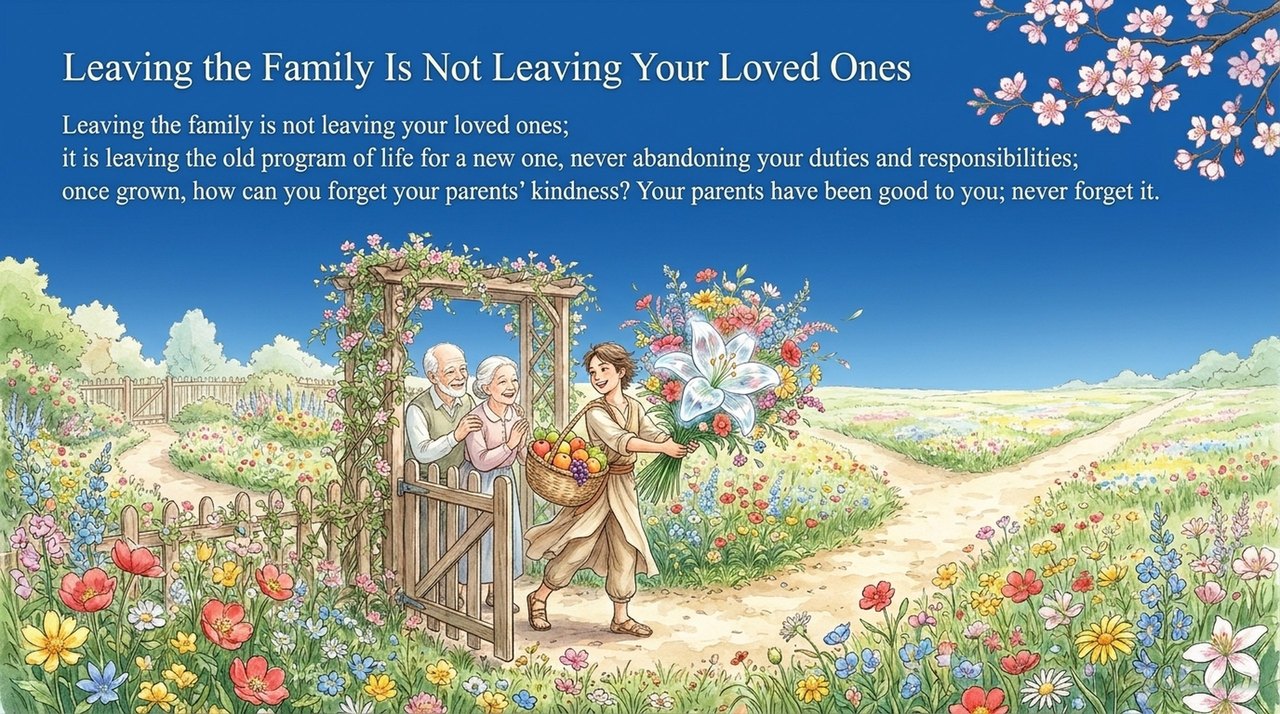 Leaving the Family Is Not Leaving Your Loved Ones
Leaving the family is not leaving your loved ones;
it is leaving the old program of life for a new one, never abandoning your duties and responsibilities;
once grown, how can you forget your parents’ kindness? Your parents have been good to you; never forget it.